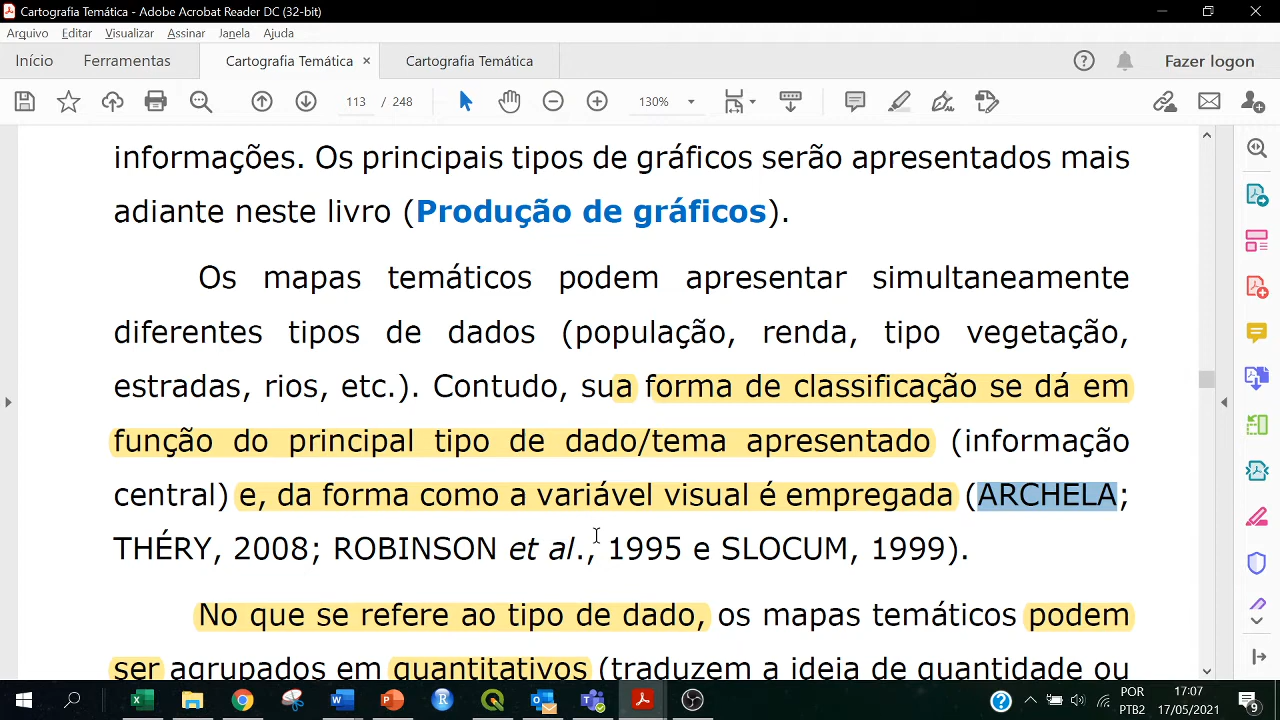 Cartografia Temática - Adobe Acrobat Reader DC (32-bit)
Arquivo Editar Visualizar Assinar Janela Ajuda
Início Ferramentas Cartografia Temática × Cartografia Temática Fazer logon
113 / 248 130%
informações. Os principais tipos de gráficos serão apresentados mais
adiante neste livro (Produção de gráficos).
Os mapas temáticos podem apresentar simultaneamente
diferentes tipos de dados (população, renda, tipo vegetação,
estradas, rios, etc.). Contudo, sua forma de classificação se dá em
função do principal tipo de dado/tema apresentado (informação
central) e, da forma como a variável visual é empregada (ARCHELA;
THÉRY, 2008; ROBINSON et al., 1995 e SLOCUM, 1999).
No que se refere ao tipo de dado, os mapas temáticos podem
ser agrupados em quantitativos (traduzem a ideia de quantidade ou
POR 17:07
PTB2 17/05/2021 9